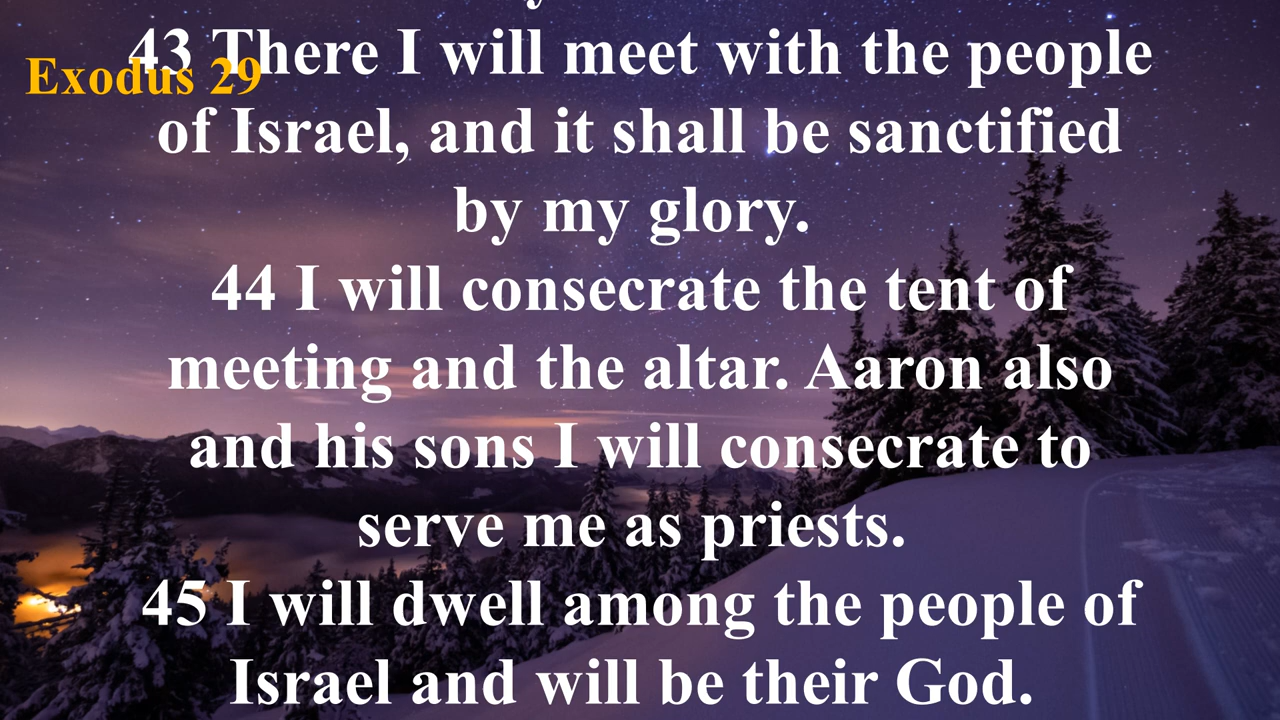 43 There I will meet with the people
Exodus 29
of Israel, and it shall be sanctified
by my glory.
44 I will consecrate the tent of
meeting and the altar. Aaron also
and his sons I will consecrate to
serve me as priests.
45 I will dwell among the people of
Israel and will be their God.